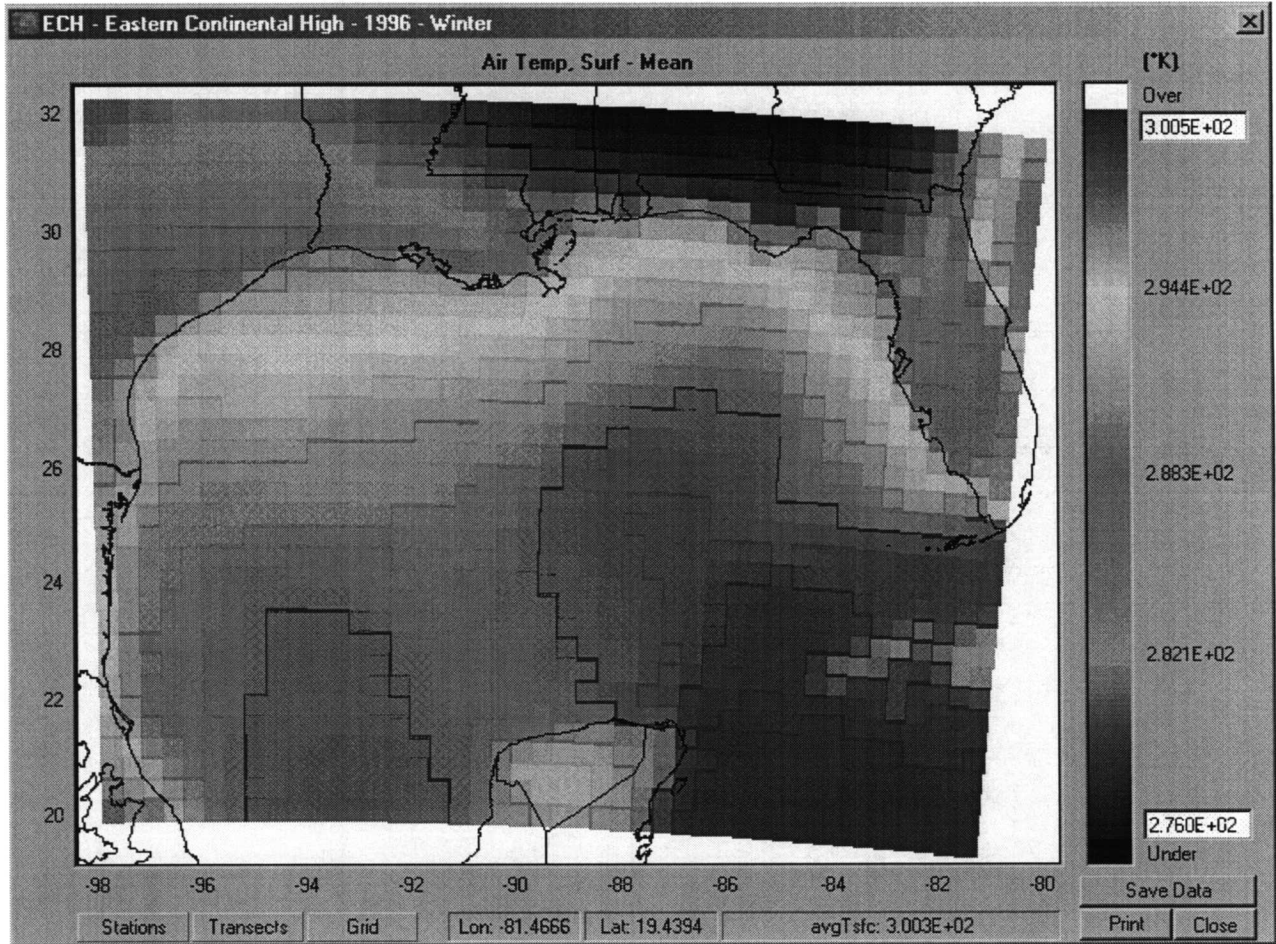 ECH - Eastern Continental High - 1996 - Winter
Air Temp, Surf - Mean
(°K)
Over
3.005E+02
2.944E+02
2.883E+02
2.821E+02
2.760E+02
Under
32
30
28
26
24
22
20
-98 -96 -94 -92 -90 -88 -86 -84 -82 -80
Save Data
Stations Transects Grid Lon: -81.4666 Lat: 19.4394 avgTsfc: 3.003E+02 Print Close